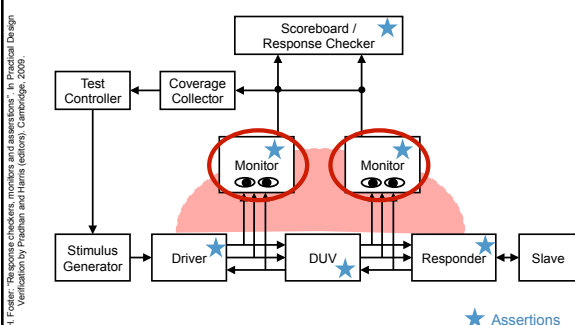 H. Foster: "Response checkers, monitors and asserstions". In Practical Design
Verification by Pradhan and Harris (editors). Cambridge, 2009.
Scoreboard /
Response Checker
Test
Controller
Coverage
Collector
Monitor
Monitor
Stimulus
Generator
Driver
DUV
Responder
Slave
Assertions